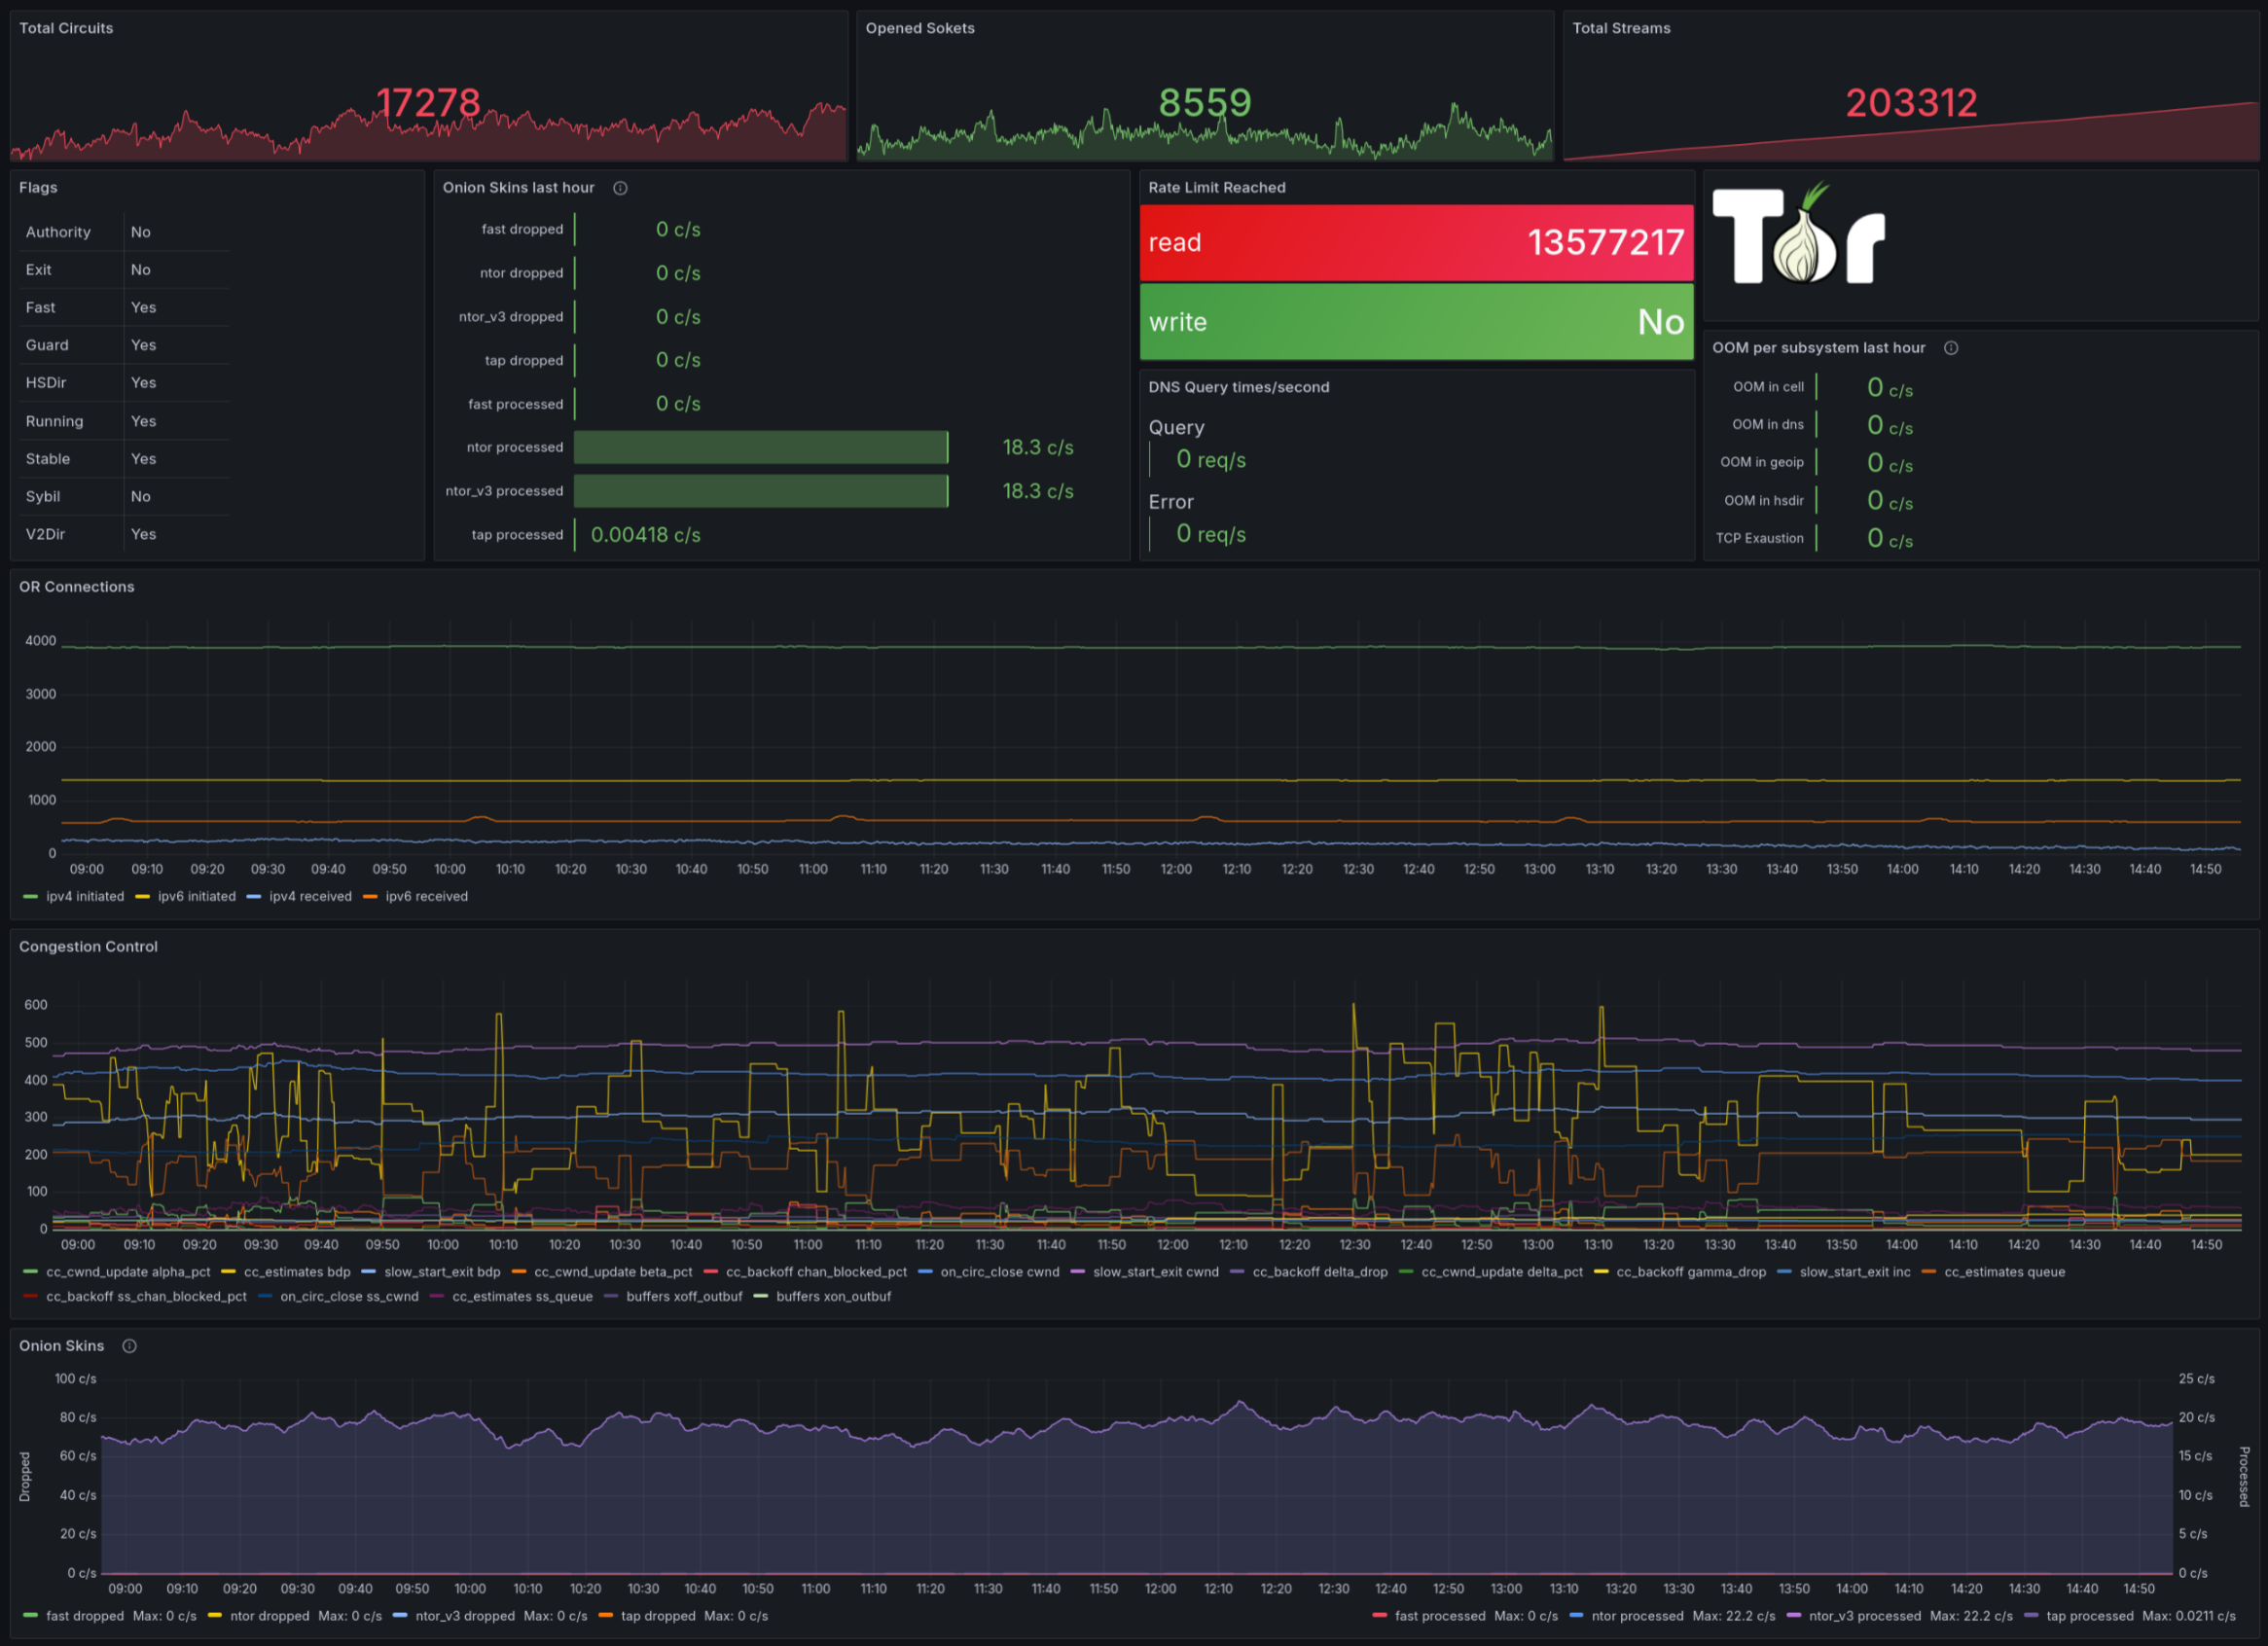 Total Circuits
17278
Opened Sokets
8559
Total Streams
203312
Flags
Authority No
Exit No
Fast Yes
Guard Yes
HSDir Yes
Running Yes
Stable Yes
Sybil No
V2Dir Yes
Onion Skins last hour
fast dropped 0 c/s
ntor dropped 0 c/s
ntor_v3 dropped 0 c/s
tap dropped 0 c/s
fast processed 0 c/s
ntor processed 18.3 c/s
ntor_v3 processed 18.3 c/s
tap processed 0.00418 c/s
Rate Limit Reached
read 13577217
write No
DNS Query times/second
Query
0 req/s
Error
0 req/s
Tor
OOM per subsystem last hour
OOM in cell 0 c/s
OOM in dns 0 c/s
OOM in geoip 0 c/s
OOM in hsdir 0 c/s
TCP Exaustion 0 c/s
OR Connections
4000
3000
2000
1000
0
09:00 09:10 09:20 09:30 09:40 09:50 10:00 10:10 10:20 10:30 10:40 10:50 11:00 11:10 11:20 11:30 11:40 11:50 12:00 12:10 12:20 12:30 12:40 12:50 13:00 13:10 13:20 13:30 13:40 13:50 14:00 14:10 14:20 14:30 14:40 14:50
ipv4 initiated ipv6 initiated ipv4 received ipv6 received
Congestion Control
600
500
400
300
200
100
0
09:00 09:10 09:20 09:30 09:40 09:50 10:00 10:10 10:20 10:30 10:40 10:50 11:00 11:10 11:20 11:30 11:40 11:50 12:00 12:10 12:20 12:30 12:40 12:50 13:00 13:10 13:20 13:30 13:40 13:50 14:00 14:10 14:20 14:30 14:40 14:50
cc_cwnd_update alpha_pct cc_estimates bdp slow_start_exit bdp cc_cwnd_update beta_pct cc_backoff chan_blocked_pct on_circ_close cwnd slow_start_exit cwnd cc_backoff delta_drop cc_cwnd_update delta_pct cc_backoff gamma_drop slow_start_exit inc cc_estimates queue
cc_backoff ss_chan_blocked_pct on_circ_close ss_cwnd cc_estimates ss_queue buffers xoff_outbuf buffers xon_outbuf
Onion Skins
Dropped
100 c/s
80 c/s
60 c/s
40 c/s
20 c/s
0 c/s
25 c/s
20 c/s
15 c/s
10 c/s
5 c/s
0 c/s
Processed
09:00 09:10 09:20 09:30 09:40 09:50 10:00 10:10 10:20 10:30 10:40 10:50 11:00 11:10 11:20 11:30 11:40 11:50 12:00 12:10 12:20 12:30 12:40 12:50 13:00 13:10 13:20 13:30 13:40 13:50 14:00 14:10 14:20 14:30 14:40 14:50
fast dropped Max: 0 c/s ntor dropped Max: 0 c/s ntor_v3 dropped Max: 0 c/s tap dropped Max: 0 c/s
fast processed Max: 0 c/s ntor processed Max: 22.2 c/s ntor_v3 processed Max: 22.2 c/s tap processed Max: 0.0211 c/s